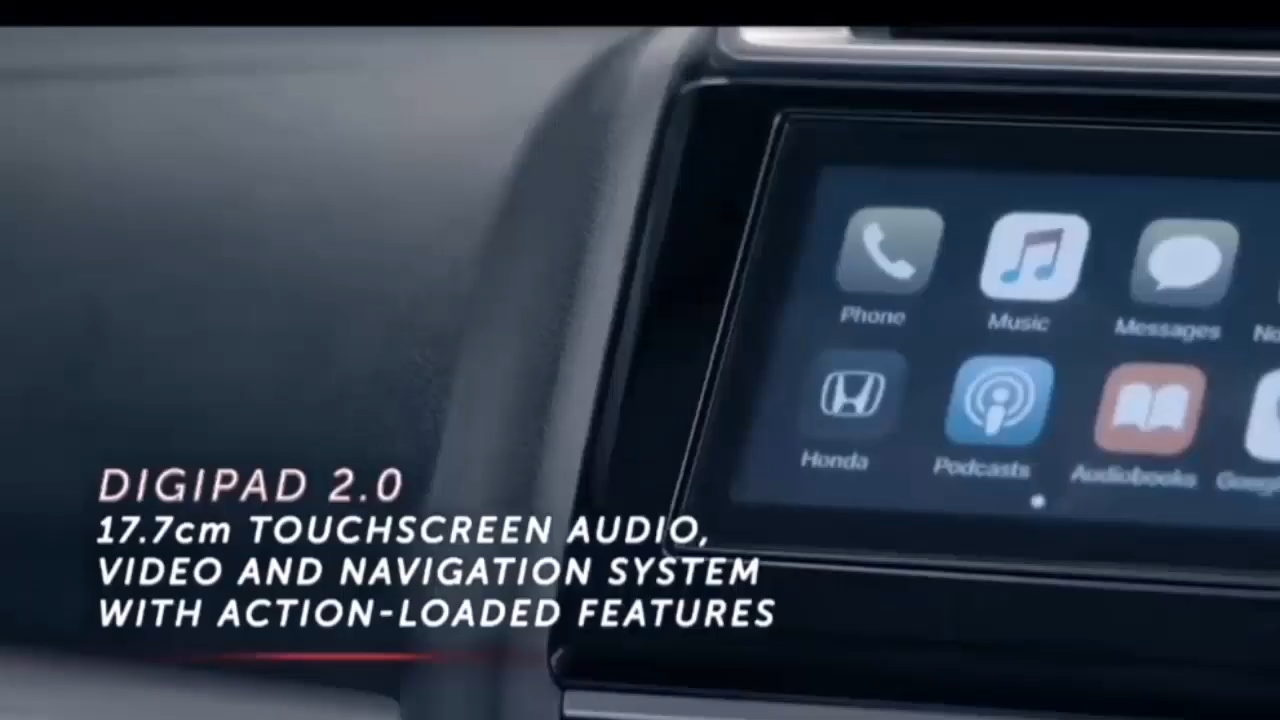 Phone Music Messages
Honda Podcasts Audiobooks
DIGIPAD 2.0
17.7cm TOUCHSCREEN AUDIO,
VIDEO AND NAVIGATION SYSTEM
WITH ACTION-LOADED FEATURES